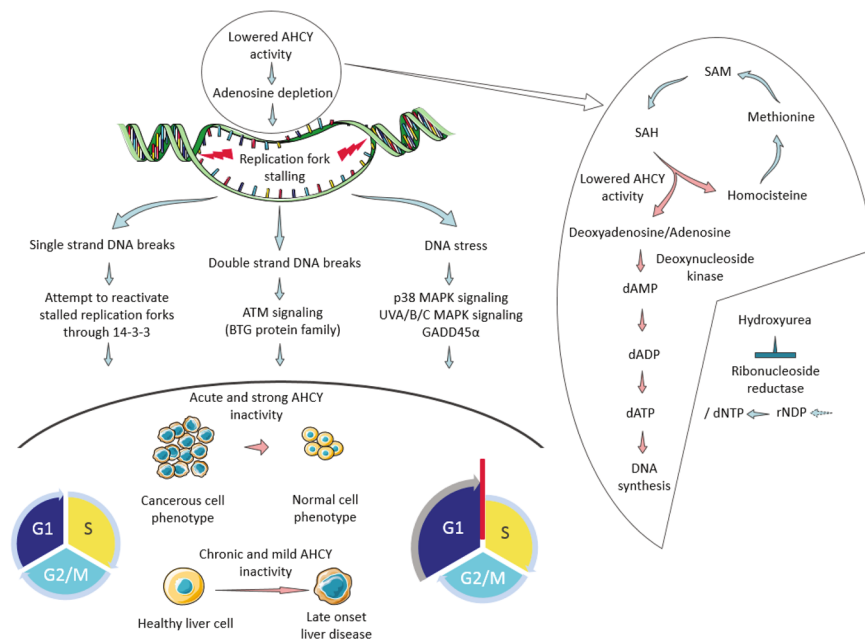 Lowered AHCY
activity
Adenosine depletion
Replication fork
stalling
Single strand DNA breaks
Double strand DNA breaks
DNA stress
Attempt to reactivate
stalled replication forks
through 14-3-3
ATM signaling
(BTG protein family)
p38 MAPK signaling
UVA/B/C MAPK signaling
GADD45α
Acute and strong AHCY
inactivity
Cancerous cell
phenotype
Normal cell
phenotype
G1
S
G2/M
G1
S
G2/M
Chronic and mild AHCY
inactivity
Healthy liver cell
Late onset
liver disease
SAM
Methionine
SAH
Lowered AHCY
activity
Homocisteine
Deoxyadenosine/Adenosine
Deoxynucleoside
kinase
dAMP
dADP
dATP
DNA
synthesis
Hydroxyurea
Ribonucleoside
reductase
/ dNTP
rNDP